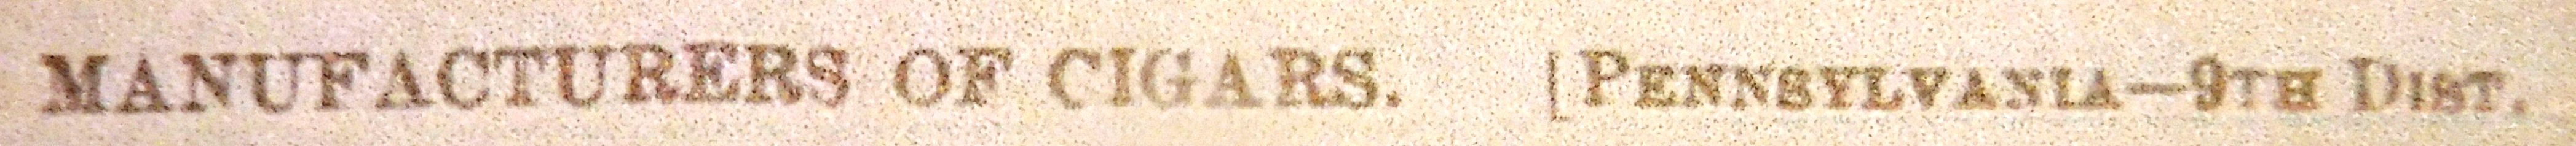 MANUFACTURERS OF CIGARS. [PENNSYLVANIA—9TH DIST.